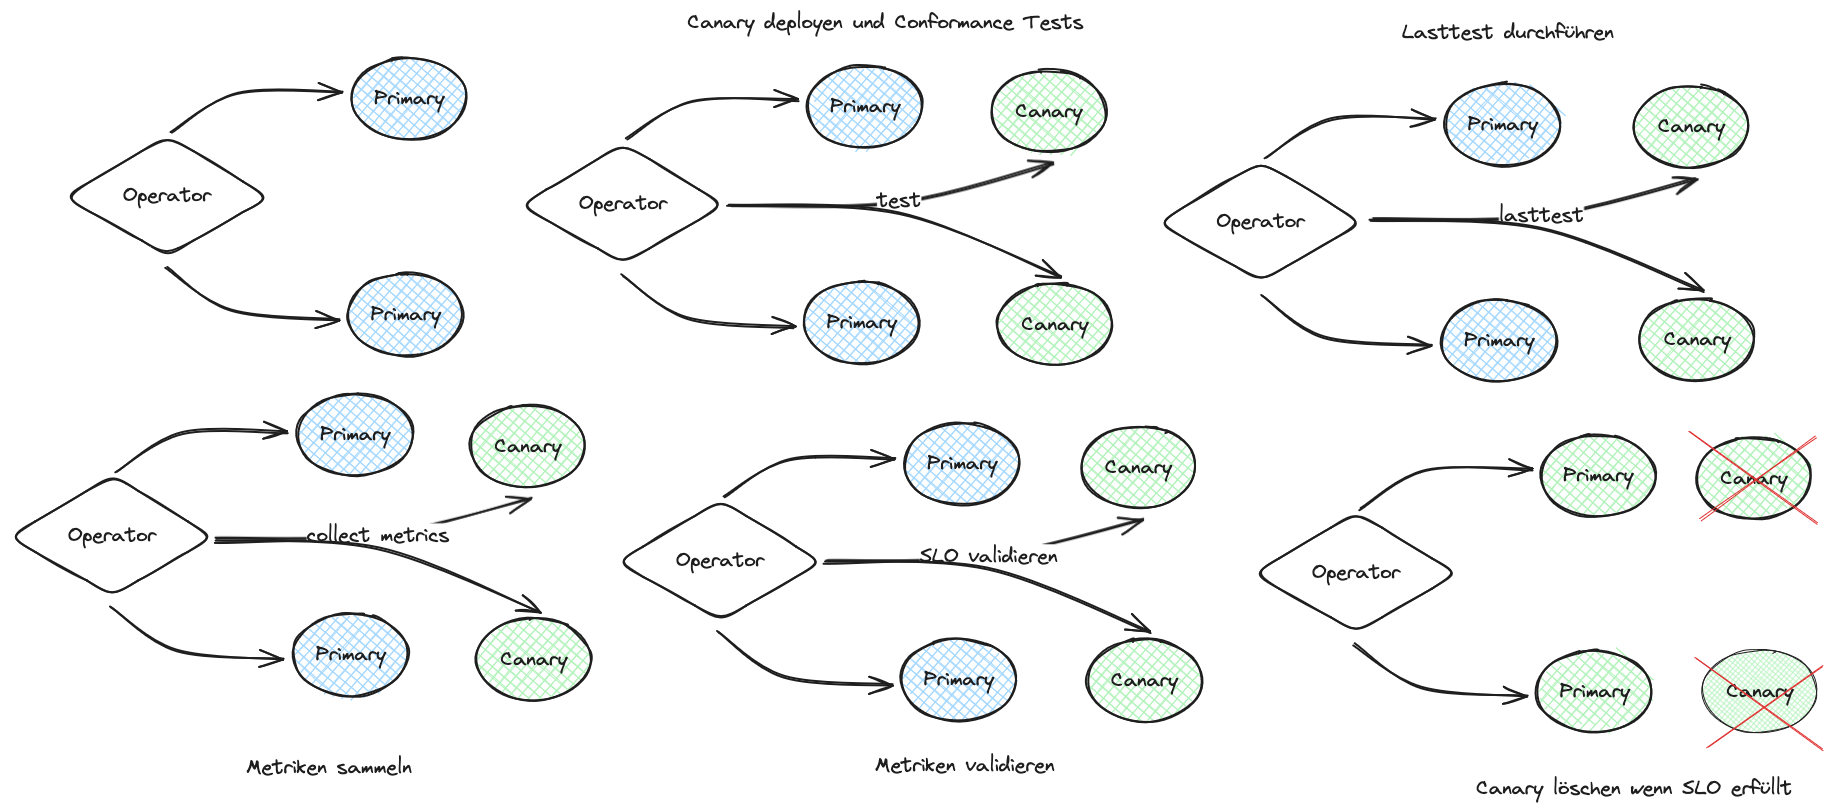 Primary
Operator
Primary
Canary deployen und Conformance Tests
Primary
Canary
Operator
test
Primary
Canary
Lasttest durchführen
Primary
Canary
Operator
lasttest
Primary
Canary
Primary
Canary
Operator
collect metrics
Primary
Canary
Metriken sammeln
Primary
Canary
Operator
SLO validieren
Primary
Canary
Metriken validieren
Primary
Canary
Operator
Primary
Canary
Canary löschen wenn SLO erfüllt